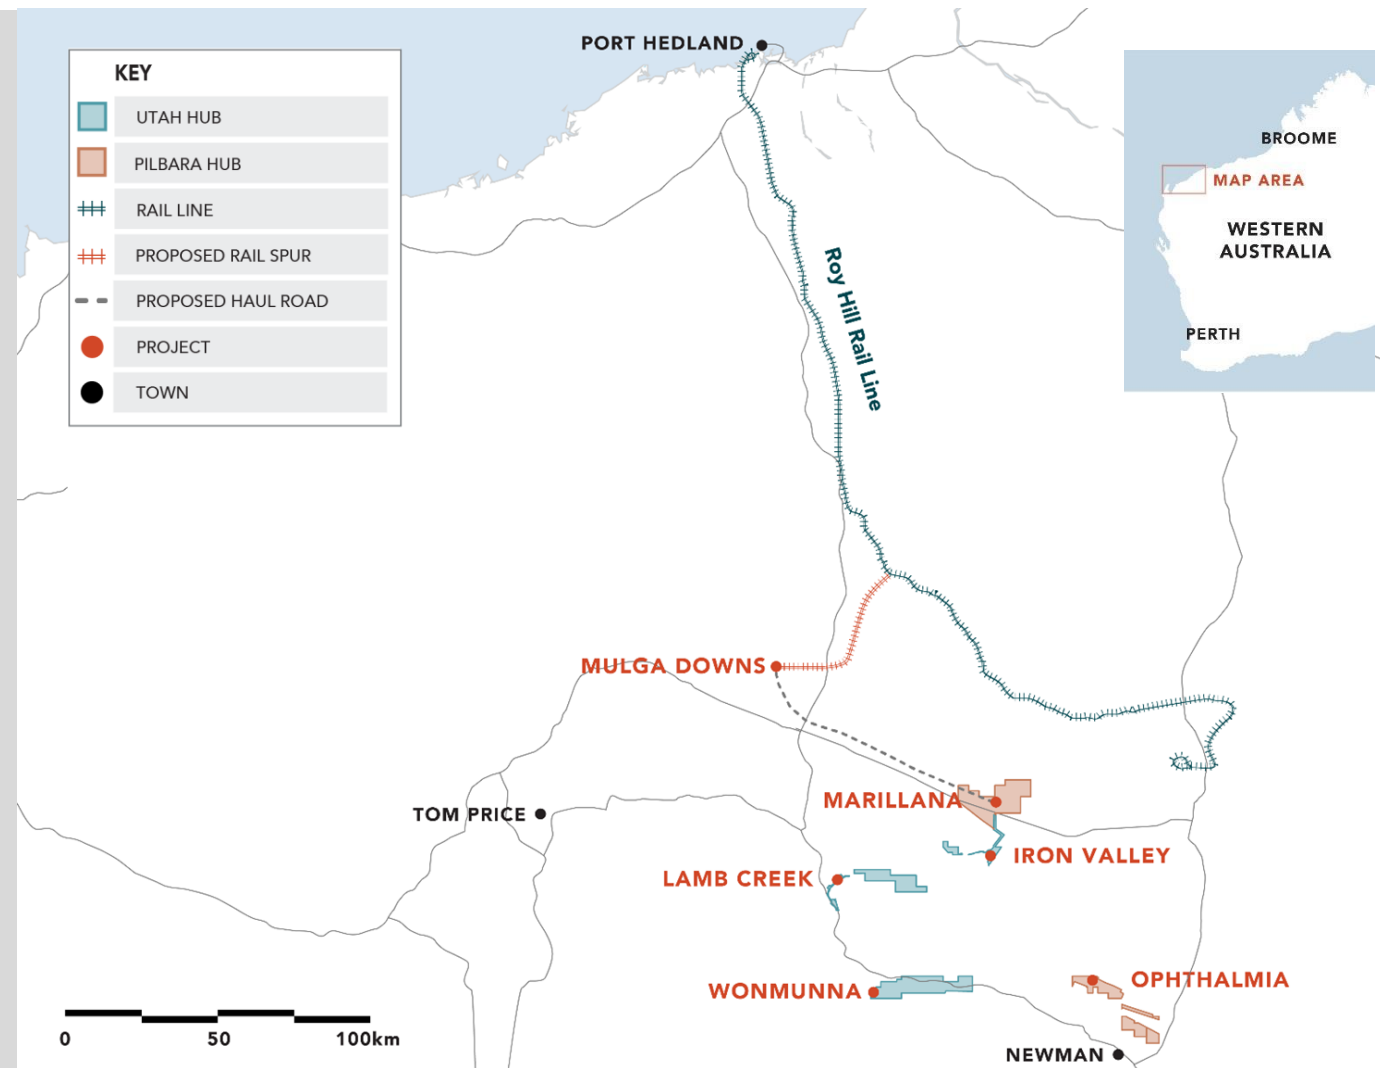 PORT HEDLAND
KEY
UTAH HUB
PILBARA HUB
RAIL LINE
PROPOSED RAIL SPUR
PROPOSED HAUL ROAD
PROJECT
TOWN
BROOME
MAP AREA
WESTERN
AUSTRALIA
PERTH
Roy Hill Rail Line
MULGA DOWNS
MARILLANA
TOM PRICE
IRON VALLEY
LAMB CREEK
OPHTHALMIA
WONMUNNA
0 50 100km
NEWMAN